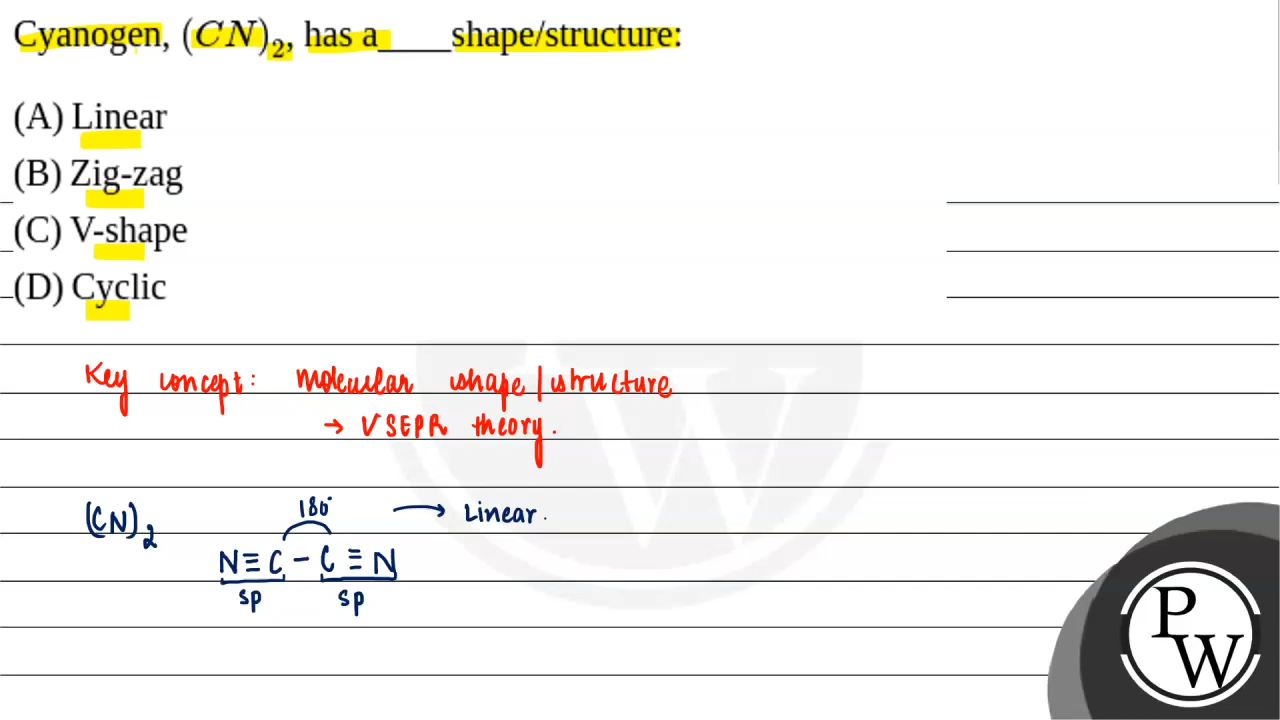 Cyanogen, (CN)₂, has a____shape/structure:
(A) Linear
(B) Zig-zag
(C) V-shape
(D) Cyclic
Key concept: molecular shape/structure
→ VSEPR theory.
(CN)₂ 180° → Linear.
N≡C-C≡N
sp sp
PW